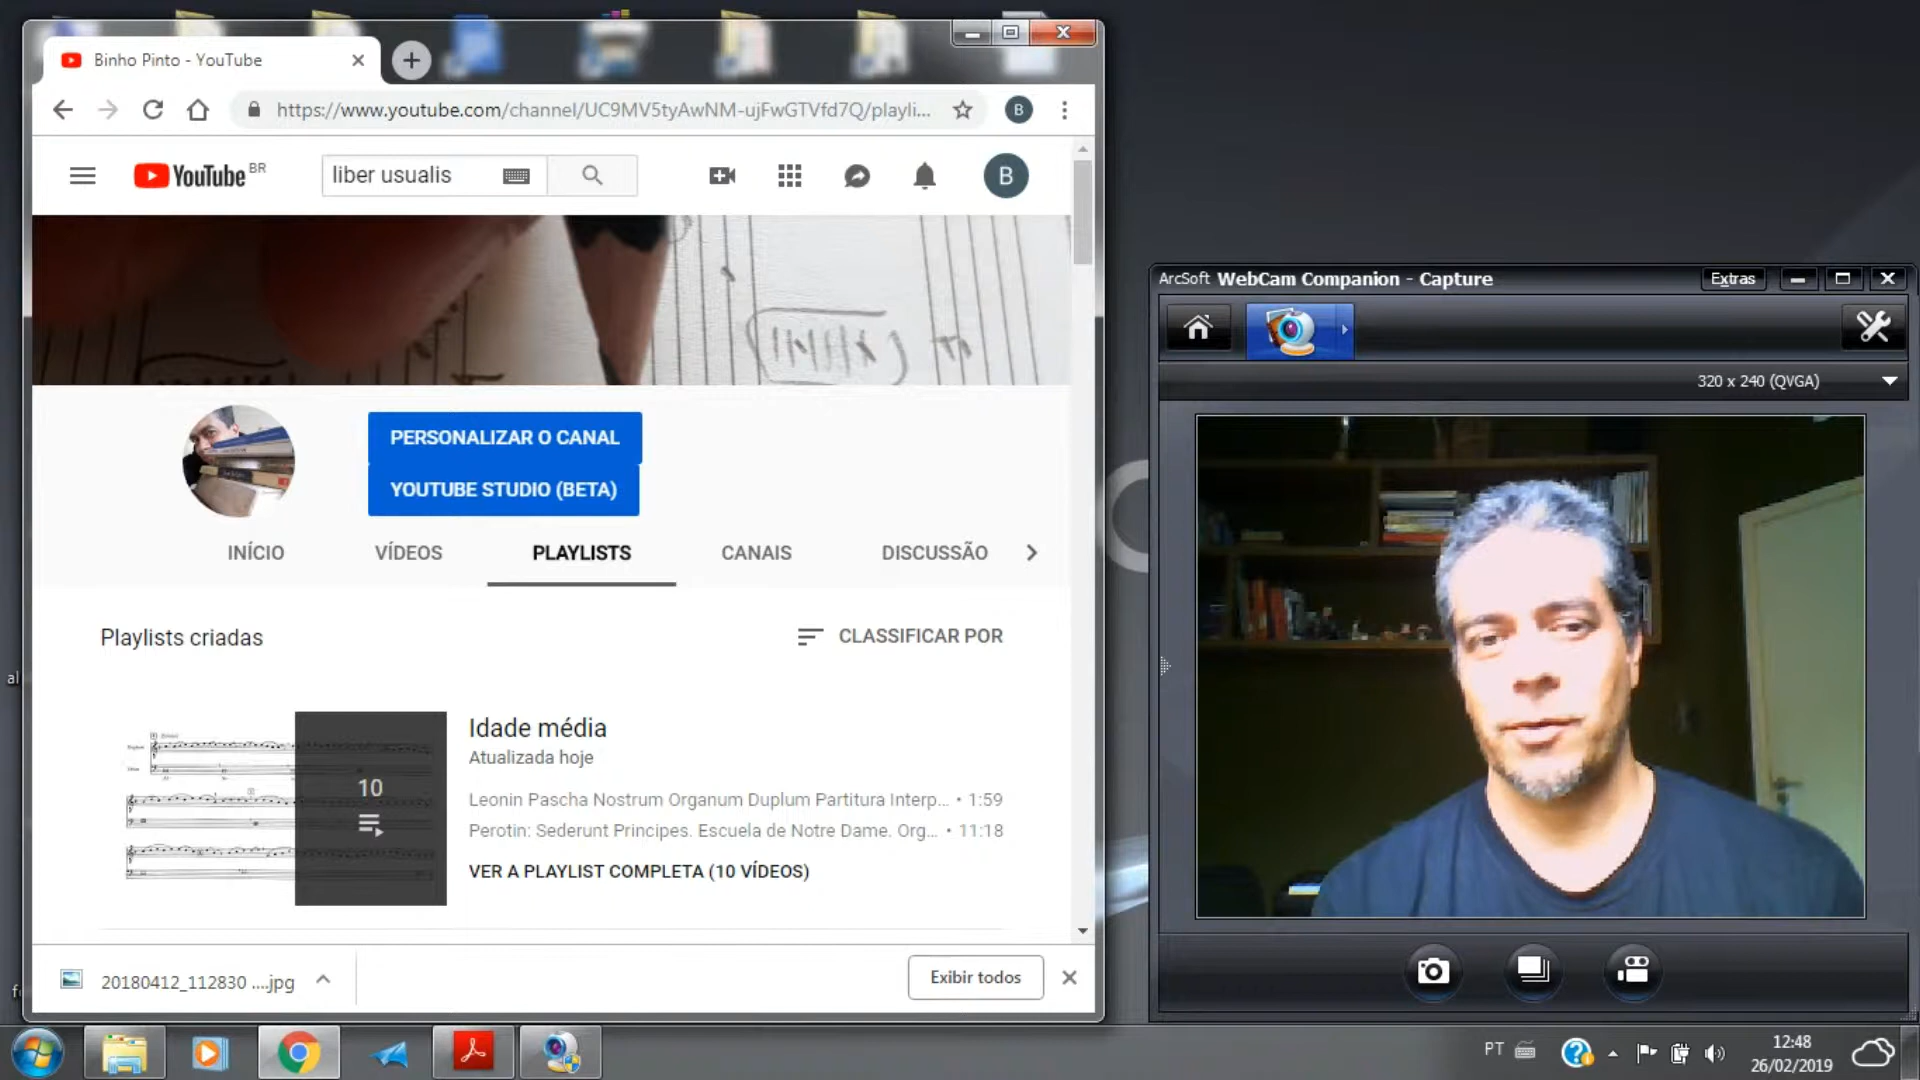 Binho Pinto - YouTube
https://www.youtube.com/channel/UC9MV5tyAwNM-ujFwGTVfd7Q/playli...
B
YouTube BR
liber usualis
B
PERSONALIZAR O CANAL
YOUTUBE STUDIO (BETA)
INÍCIO
VÍDEOS
PLAYLISTS
CANAIS
DISCUSSÃO
Playlists criadas
CLASSIFICAR POR
10
Idade média
Atualizada hoje
Leonin Pascha Nostrum Organum Duplum Partitura Interp... • 1:59
Perotin: Sederunt Principes. Escuela de Notre Dame. Org... • 11:18
VER A PLAYLIST COMPLETA (10 VÍDEOS)
20180412_112830 ....jpg
Exibir todos
ArcSoft WebCam Companion - Capture
Extras
320 x 240 (QVGA)
al
PT
12:48
26/02/2019